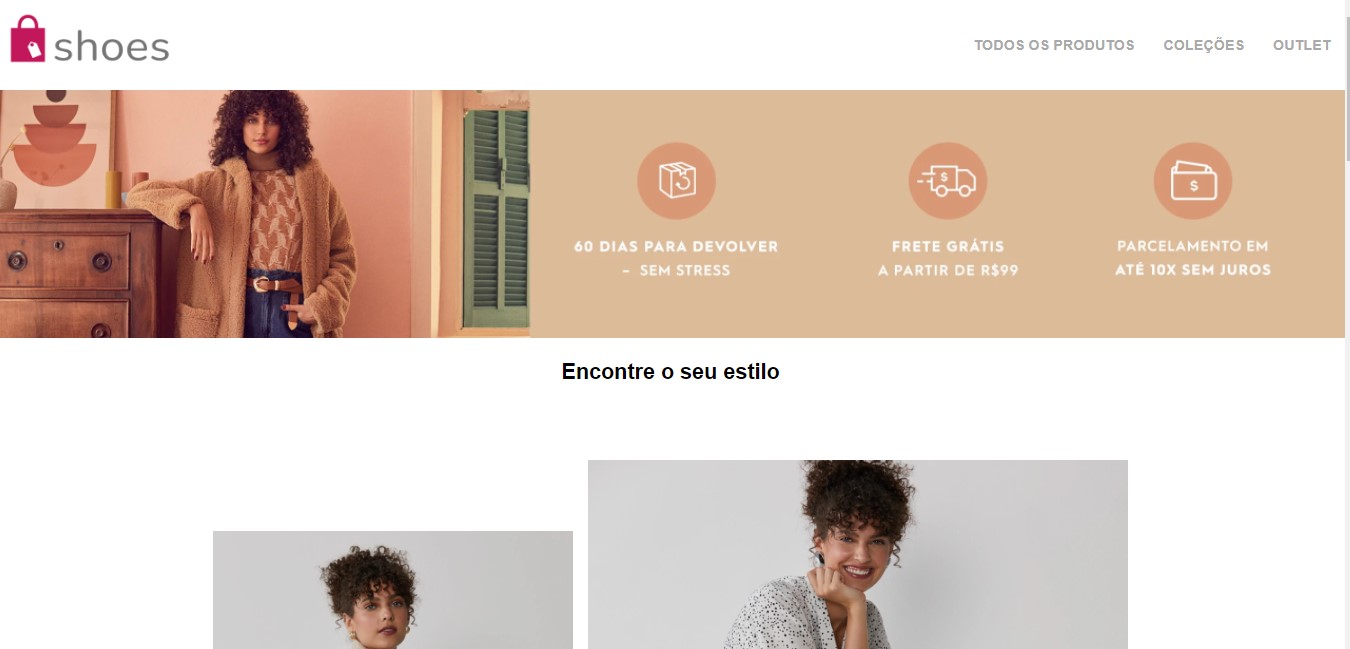 shoes
TODOS OS PRODUTOS COLEÇÕES OUTLET
60 DIAS PARA DEVOLVER
- SEM STRESS
FRETE GRÁTIS
A PARTIR DE R$99
PARCELAMENTO EM
ATÉ 10X SEM JUROS
Encontre o seu estilo